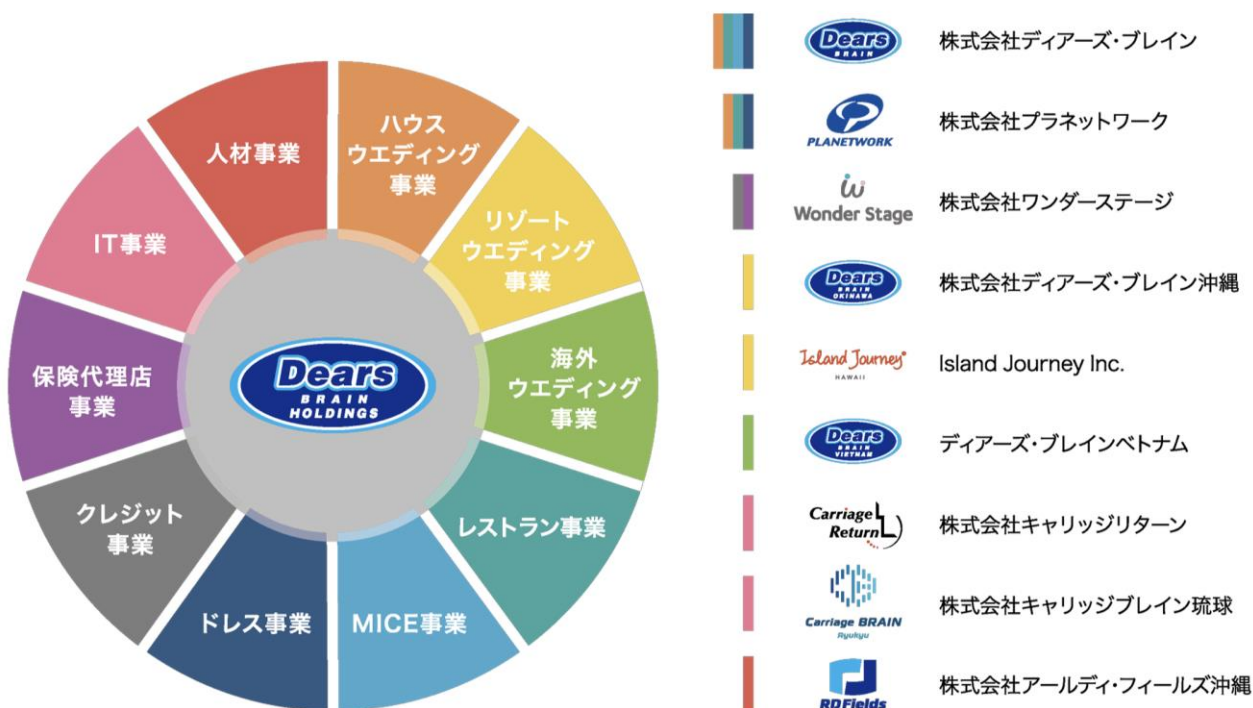 人材事業
ハウス
ウエディング
事業
リゾート
ウエディング
事業
海外
ウエディング
事業
レストラン事業
MICE事業
ドレス事業
クレジット
事業
保険代理店
事業
IT事業
Dears
BRAIN
HOLDINGS
Dears
BRAIN
株式会社ディアーズ・ブレイン
PLANETWORK
株式会社プラネットワーク
Wonder Stage
株式会社ワンダーステージ
Dears
BRAIN
OKINAWA
株式会社ディアーズ・ブレイン沖縄
Island Journey
HAWAII
Island Journey Inc.
Dears
BRAIN
VIETNAM
ディアーズ・ブレインベトナム
Carriage
Return
株式会社キャリッジリターン
Carriage BRAIN
Ryukyu
株式会社キャリッジブレイン琉球
RD Fields
株式会社アールディ・フィールズ沖縄